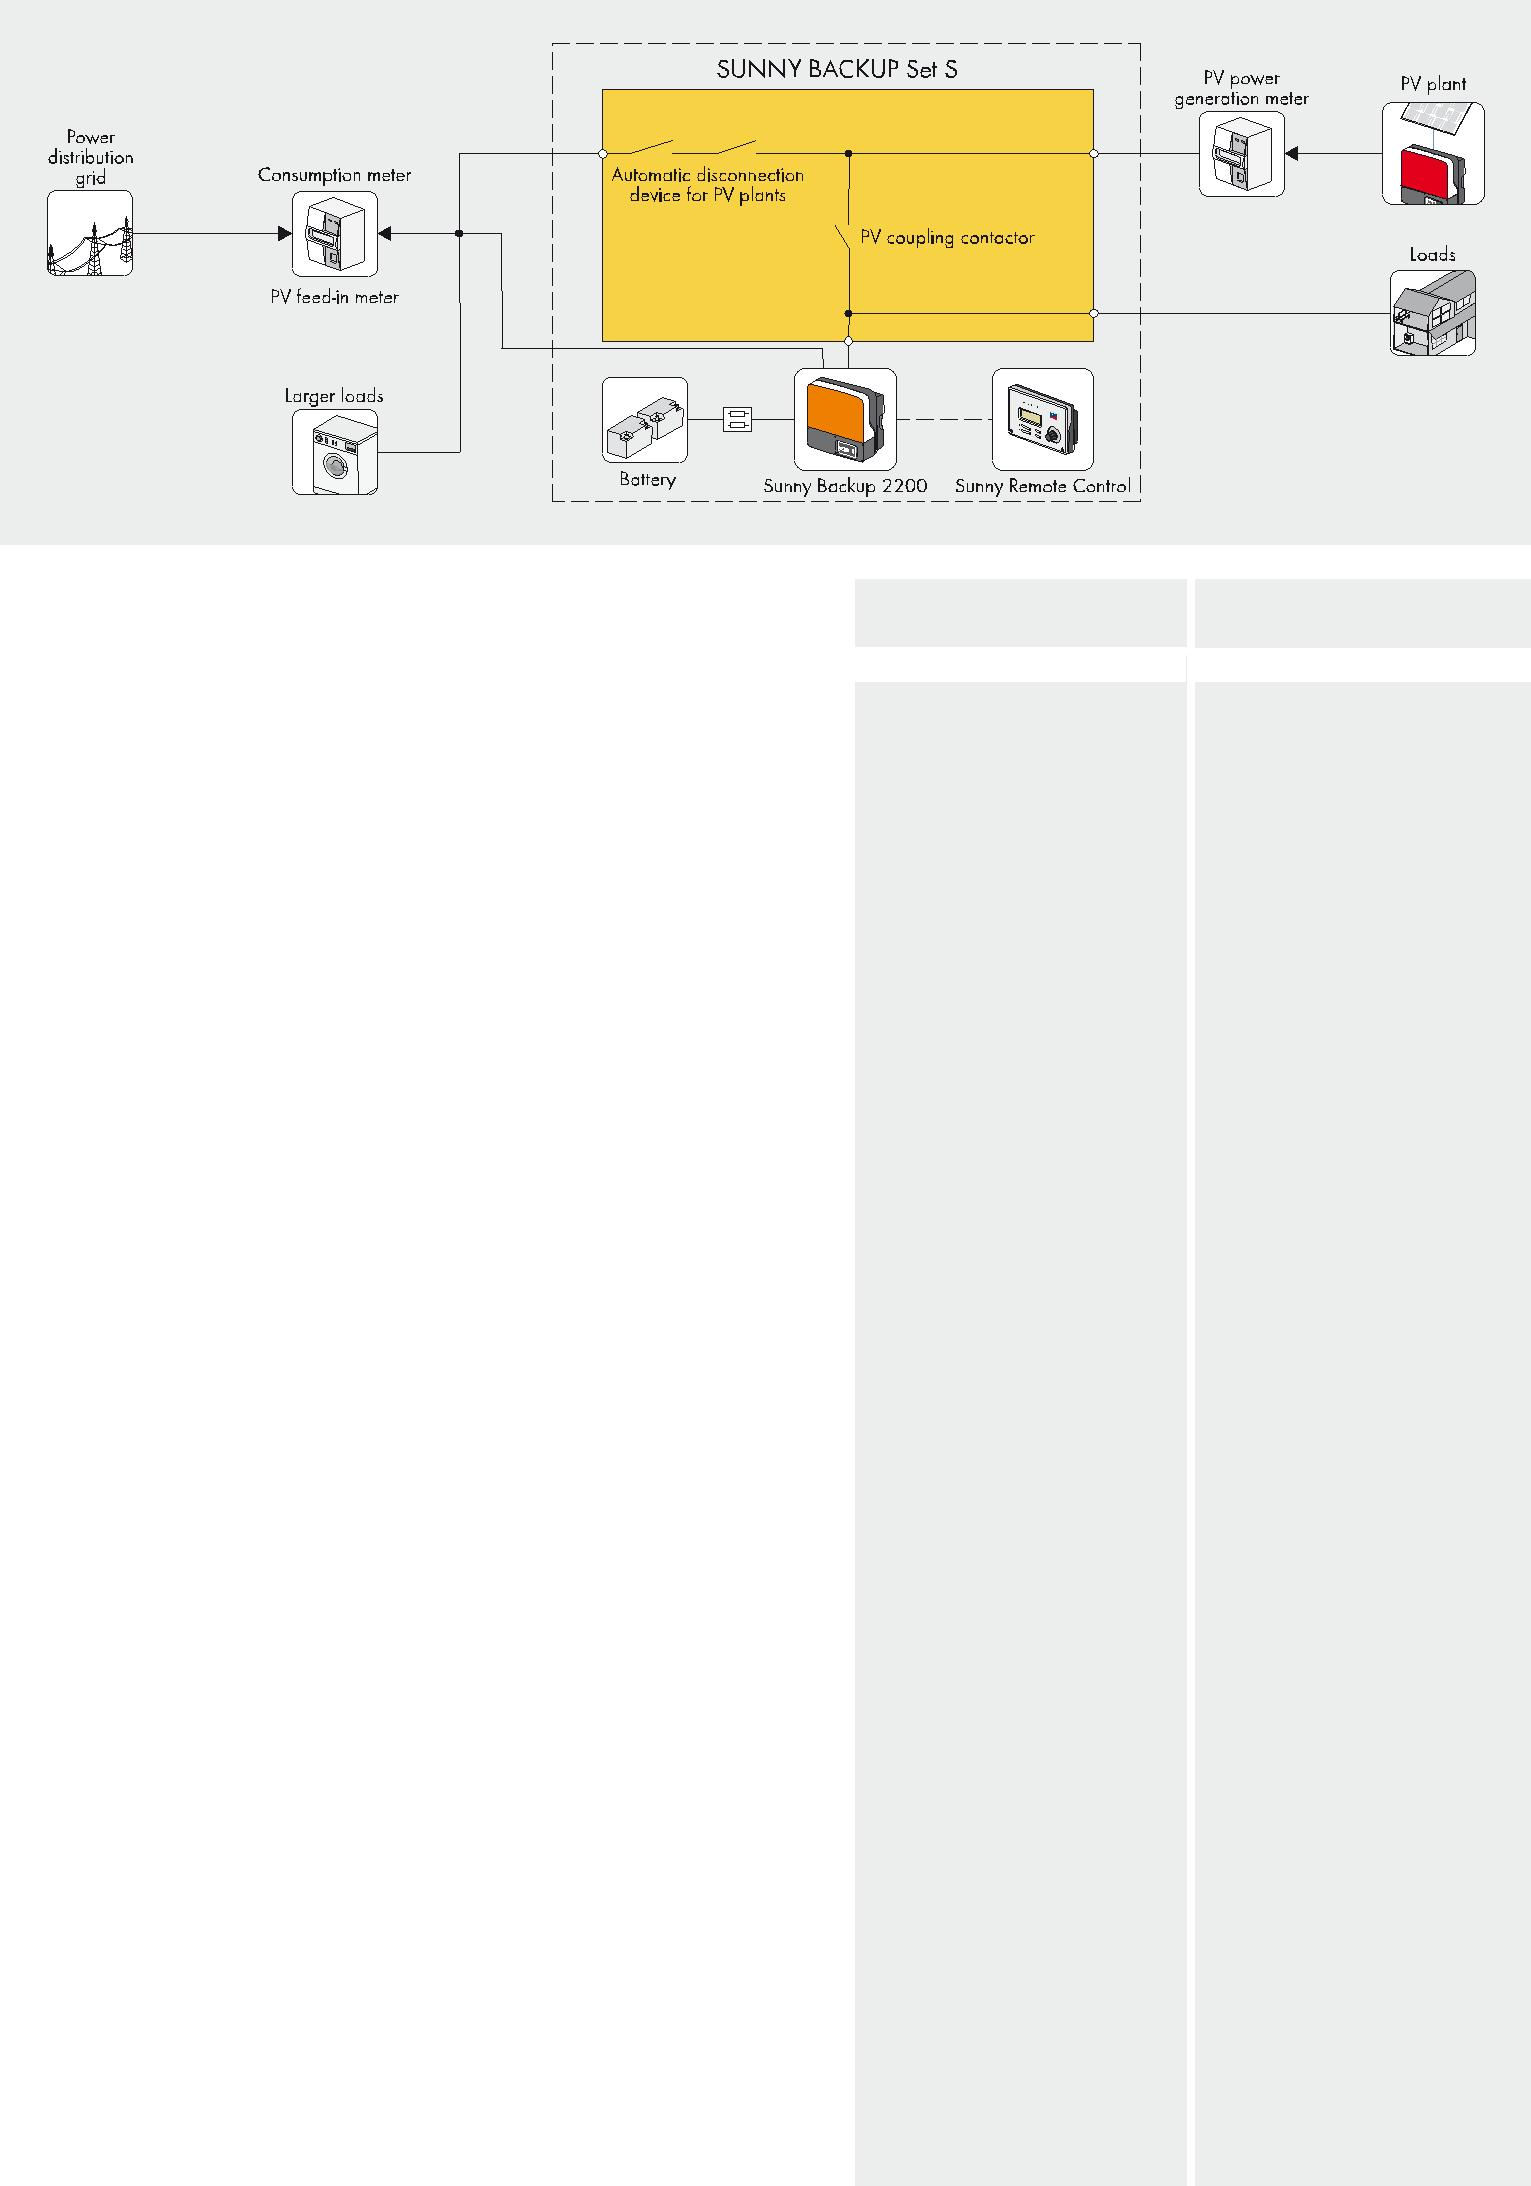 SUNNY BACKUP Set S
PV power
generation meter
PV plant
Power
distribution
grid
Consumption meter
Automatic disconnection
device for PV plants
PV coupling contactor
Loads
PV feed-in meter
Larger loads
Battery
Sunny Backup 2200
Sunny Remote Control